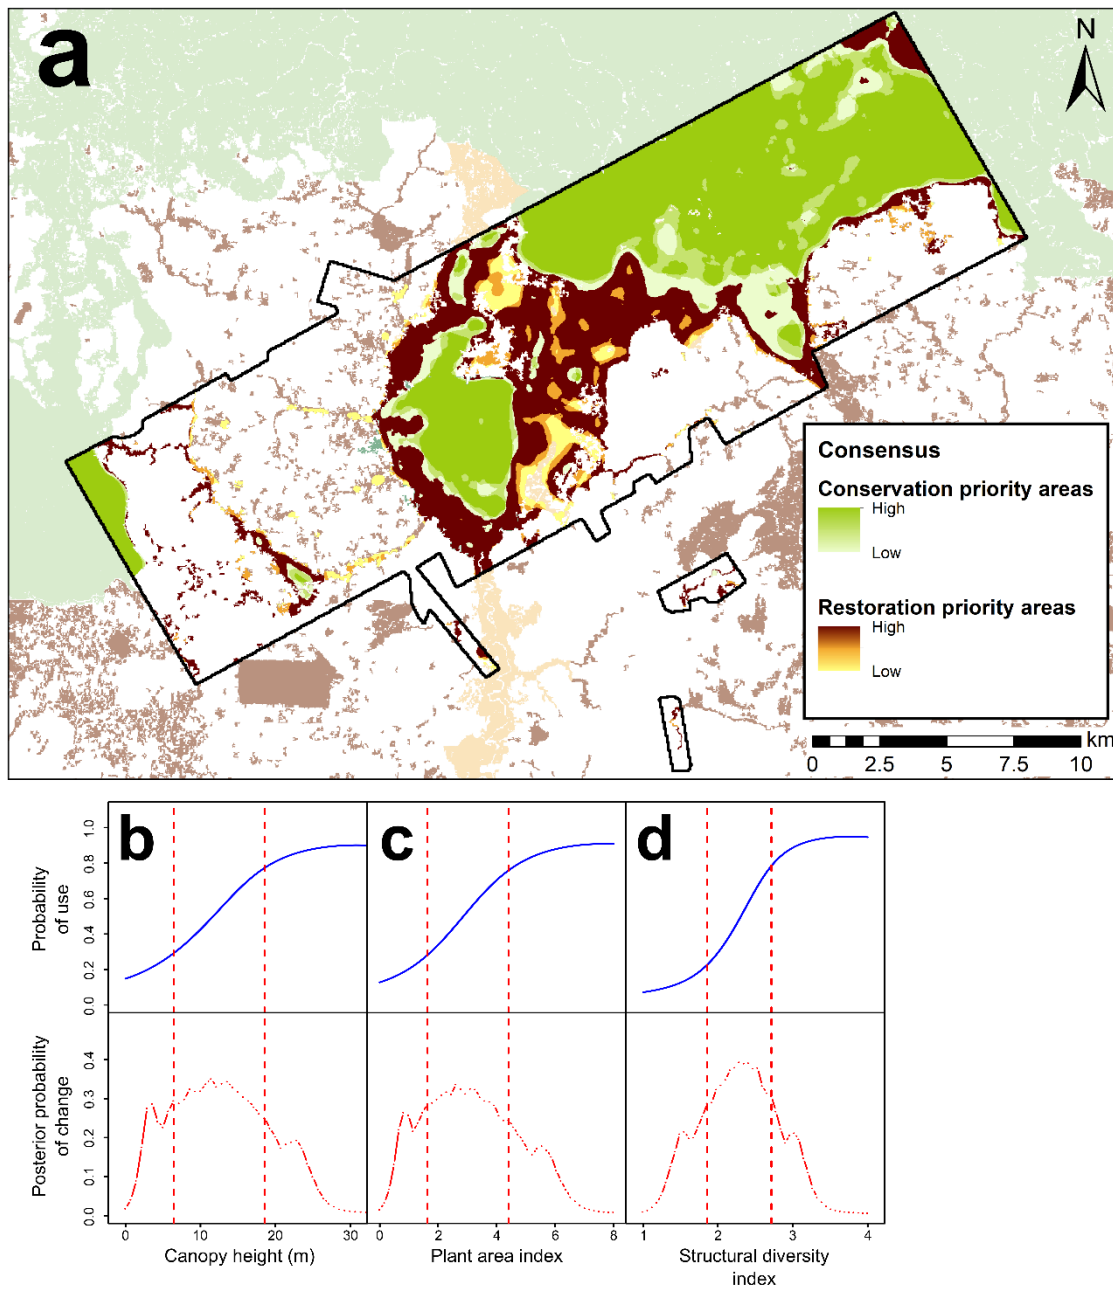 a
N
Consensus
Conservation priority areas
High
Low
Restoration priority areas
High
Low
km
0 2.5 5 7.5 10
b c d
Probability
of use
0.0 0.2 0.4 0.6 0.8 1.0
Posterior probability
of change
0.0 0.1 0.2 0.3 0.4
0 10 20 30
Canopy height (m)
0 2 4 6 8
Plant area index
1 2 3 4
Structural diversity
index